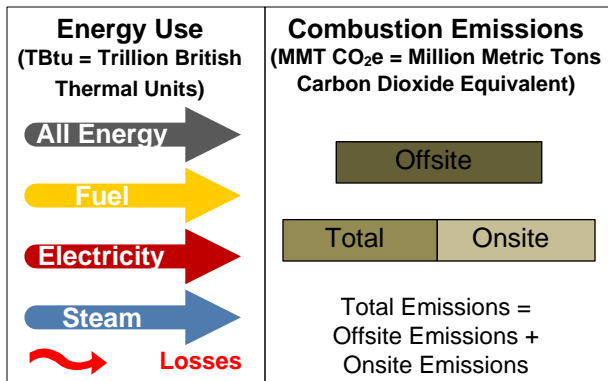 Energy Use
(TBtu = Trillion British
Thermal Units)
All Energy
Fuel
Electricity
Steam
Losses
Combustion Emissions
(MMT CO₂e = Million Metric Tons
Carbon Dioxide Equivalent)
Offsite
Total
Onsite
Total Emissions =
Offsite Emissions +
Onsite Emissions